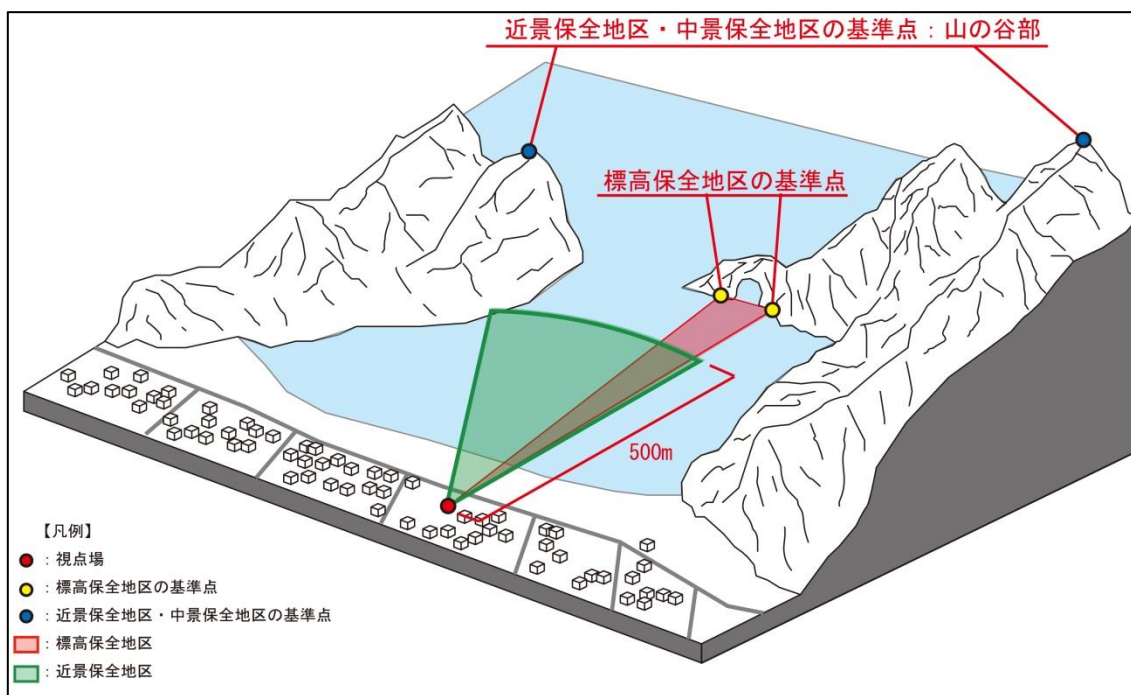 近景保全地区・中景保全地区の基準点：山の谷部
標高保全地区の基準点
500m
【凡例】
：視点場
：標高保全地区の基準点
：近景保全地区・中景保全地区の基準点
：標高保全地区
：近景保全地区